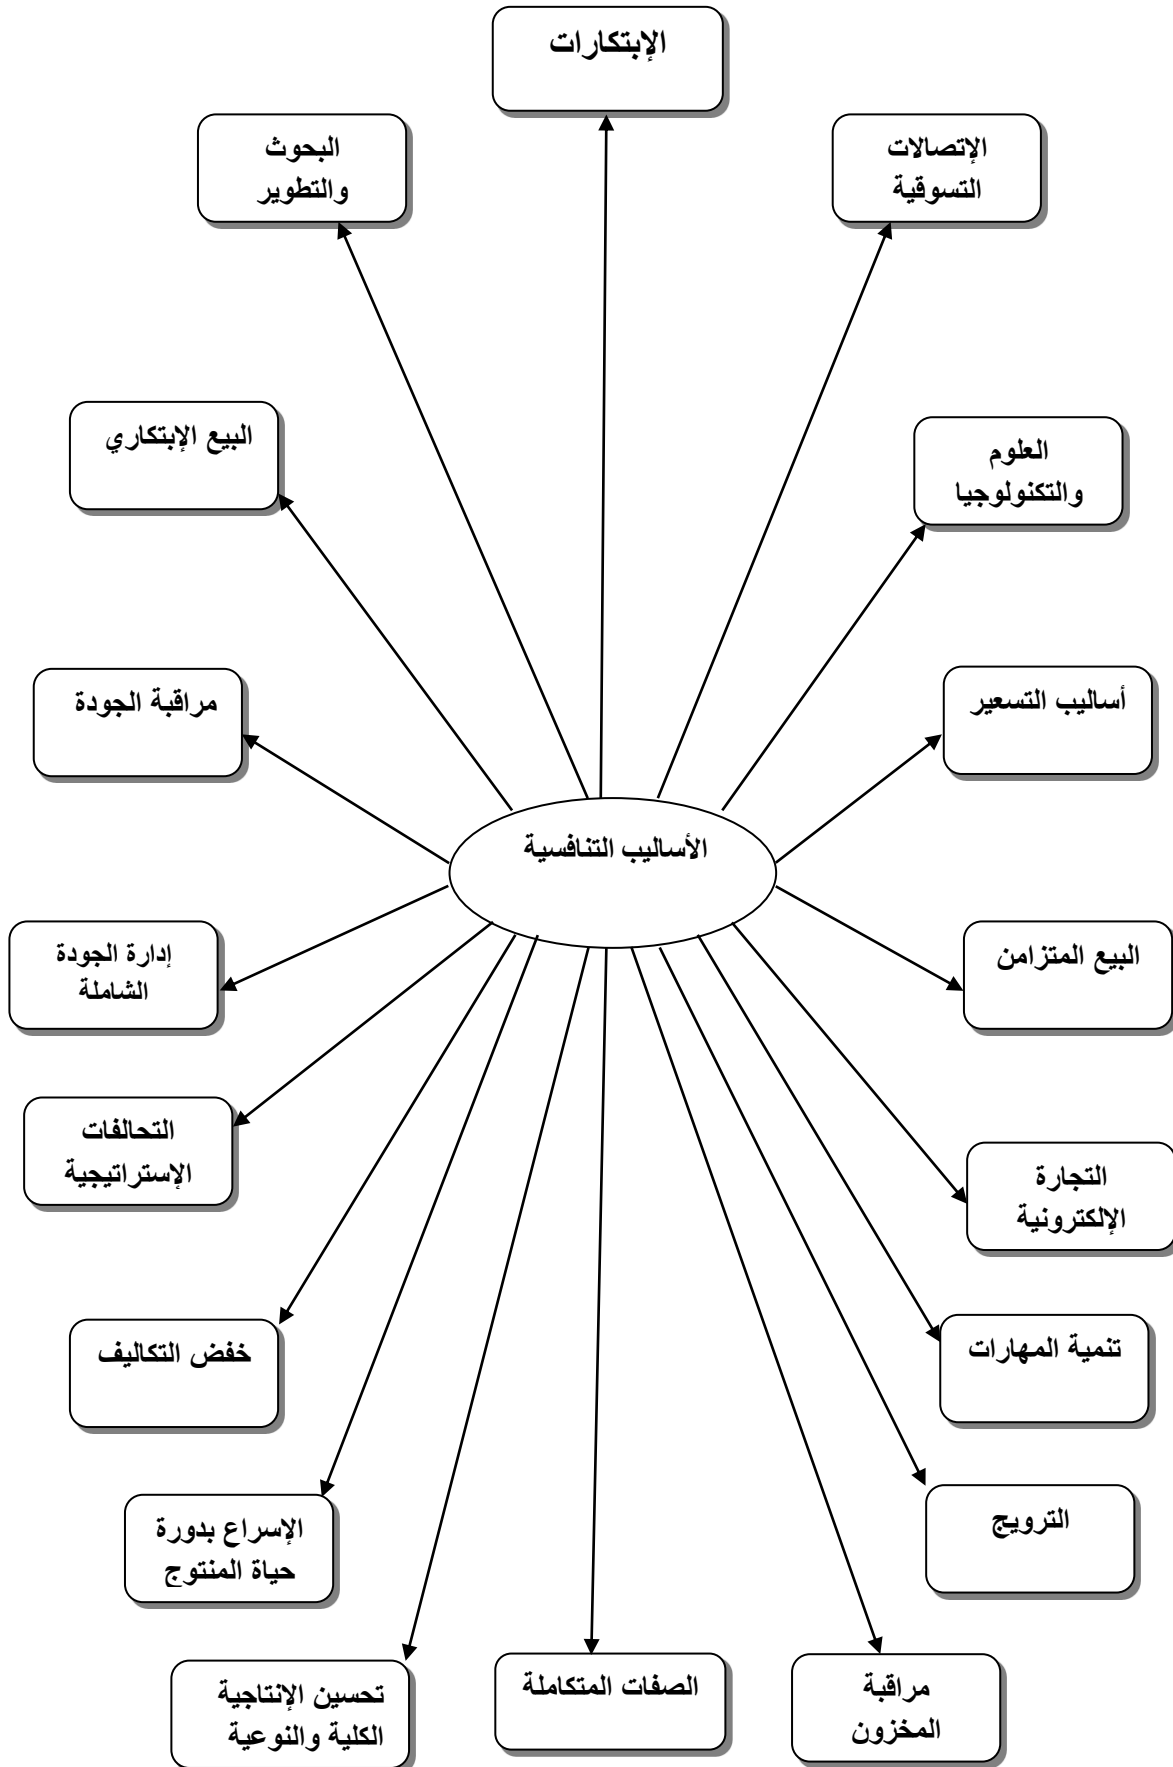 الإبتكارات
الإتصالات
التسوقية
البحوث
والتطوير
العلوم
والتكنولوجيا
البيع الإبتكاري
أساليب التسعير
مراقبة الجودة
الأساليب التنافسية
البيع المتزامن
إدارة الجودة
الشاملة
التحالفات
الإستراتيجية
التجارة
الإلكترونية
تنمية المهارات
خفض التكاليف
الترويج
الإسراع بدورة
حياة المنتوج
مراقبة
المخزون
الصفات المتكاملة
تحسين الإنتاجية
الكلية والنوعية